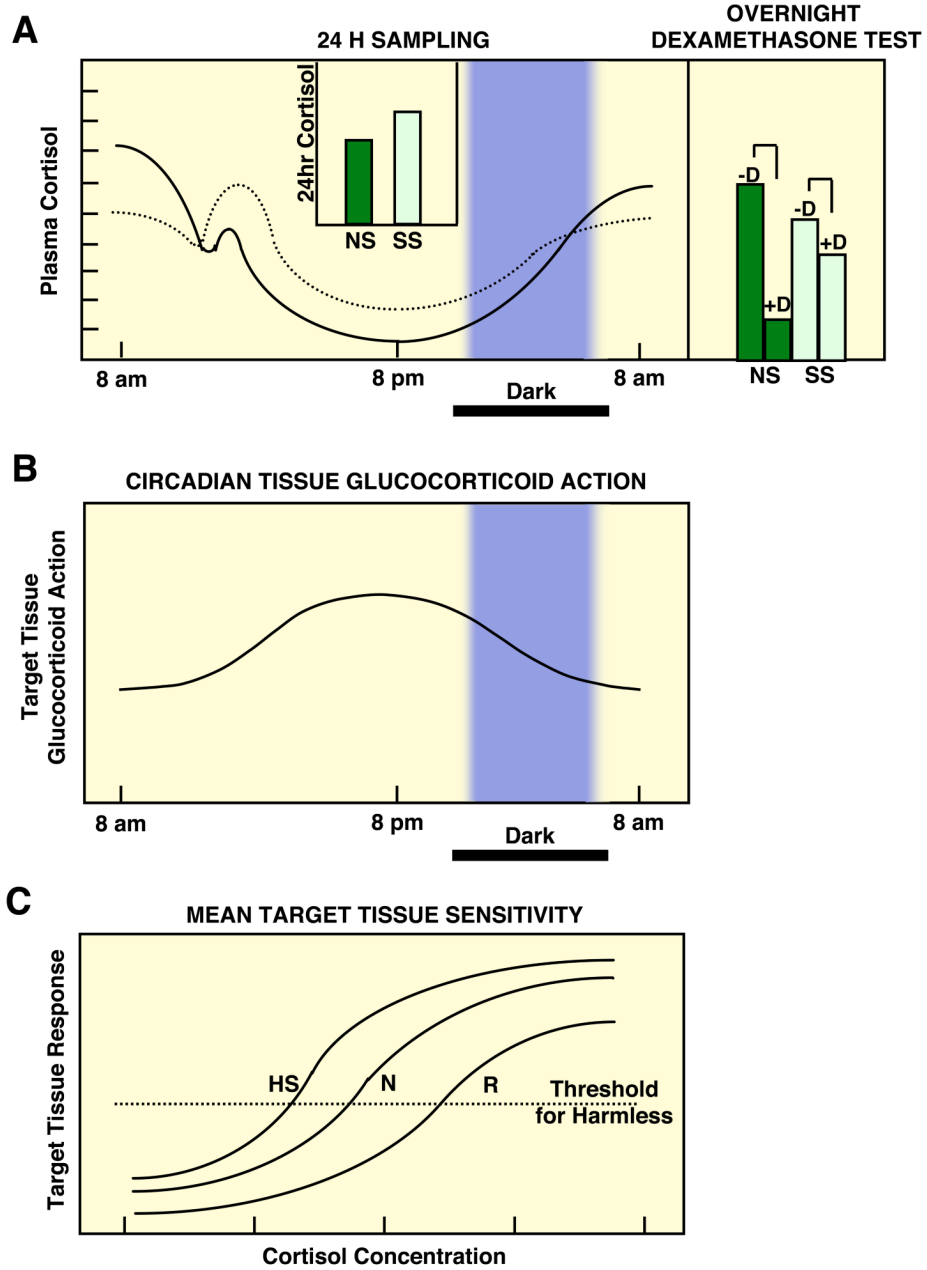 A
24 H SAMPLING
OVERNIGHT
DEXAMETHASONE TEST
Plasma Cortisol
24hr Cortisol
NS SS
-D
+D
-D
+D
NS SS
8 am
8 pm
8 am
Dark
B
CIRCADIAN TISSUE GLUCOCORTICOID ACTION
Target Tissue
Glucocorticoid Action
8 am
8 pm
8 am
Dark
C
MEAN TARGET TISSUE SENSITIVITY
Target Tissue Response
HS
N
R
Threshold
for Harmless
Cortisol Concentration